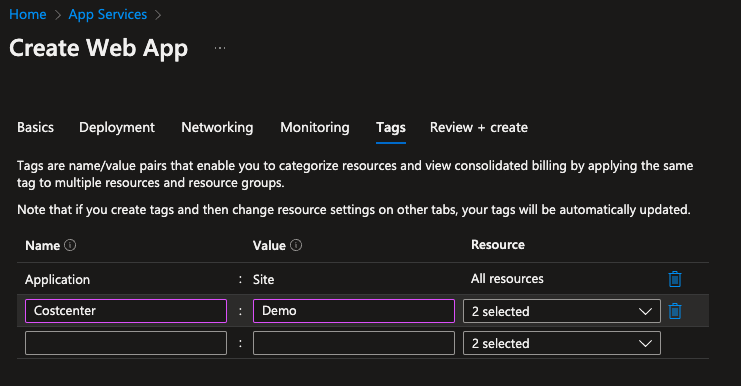 Home > App Services >
Create Web App ...
Basics Deployment Networking Monitoring Tags Review + create
Tags are name/value pairs that enable you to categorize resources and view consolidated billing by applying the same
tag to multiple resources and resource groups.
Note that if you create tags and then change resource settings on other tabs, your tags will be automatically updated.
Name Value Resource
Application : Site All resources
Costcenter : Demo 2 selected
: 2 selected